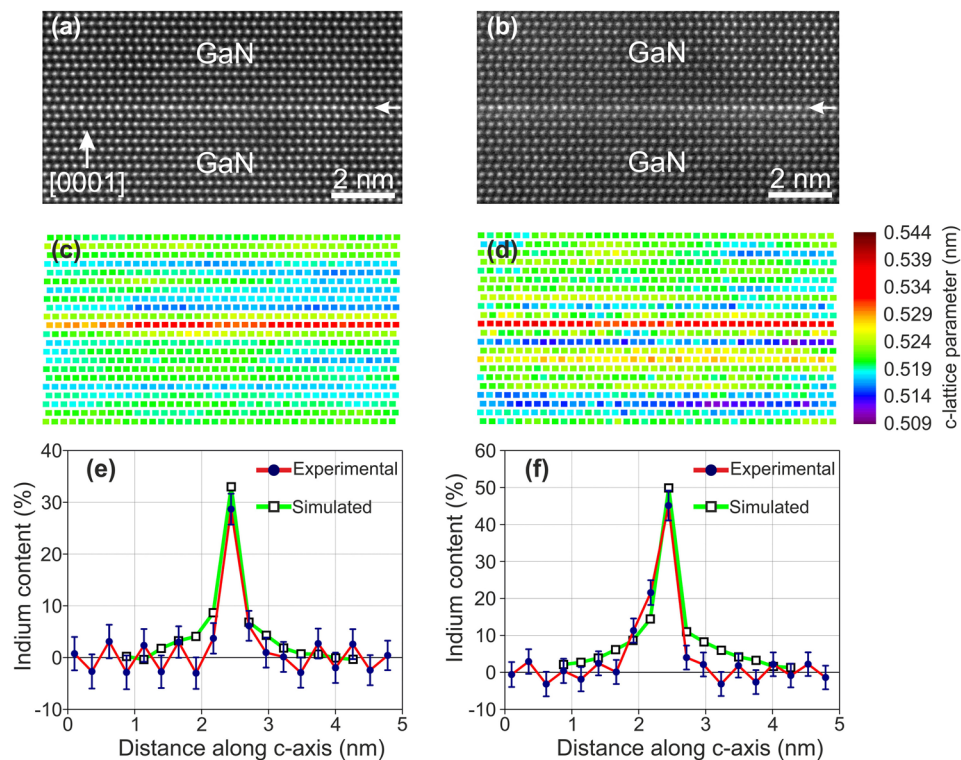 (a)
GaN
GaN
[0001]
2 nm
(b)
GaN
GaN
2 nm
(c)
(d)
0.544
0.539
0.534
0.529
0.524
0.519
0.514
0.509
c-lattice parameter (nm)
(e)
Experimental
Simulated
40
30
20
10
0
-10
0
1
2
3
4
5
Indium content (%)
Distance along c-axis (nm)
(f)
Experimental
Simulated
60
50
40
30
20
10
0
-10
0
1
2
3
4
5
Indium content (%)
Distance along c-axis (nm)